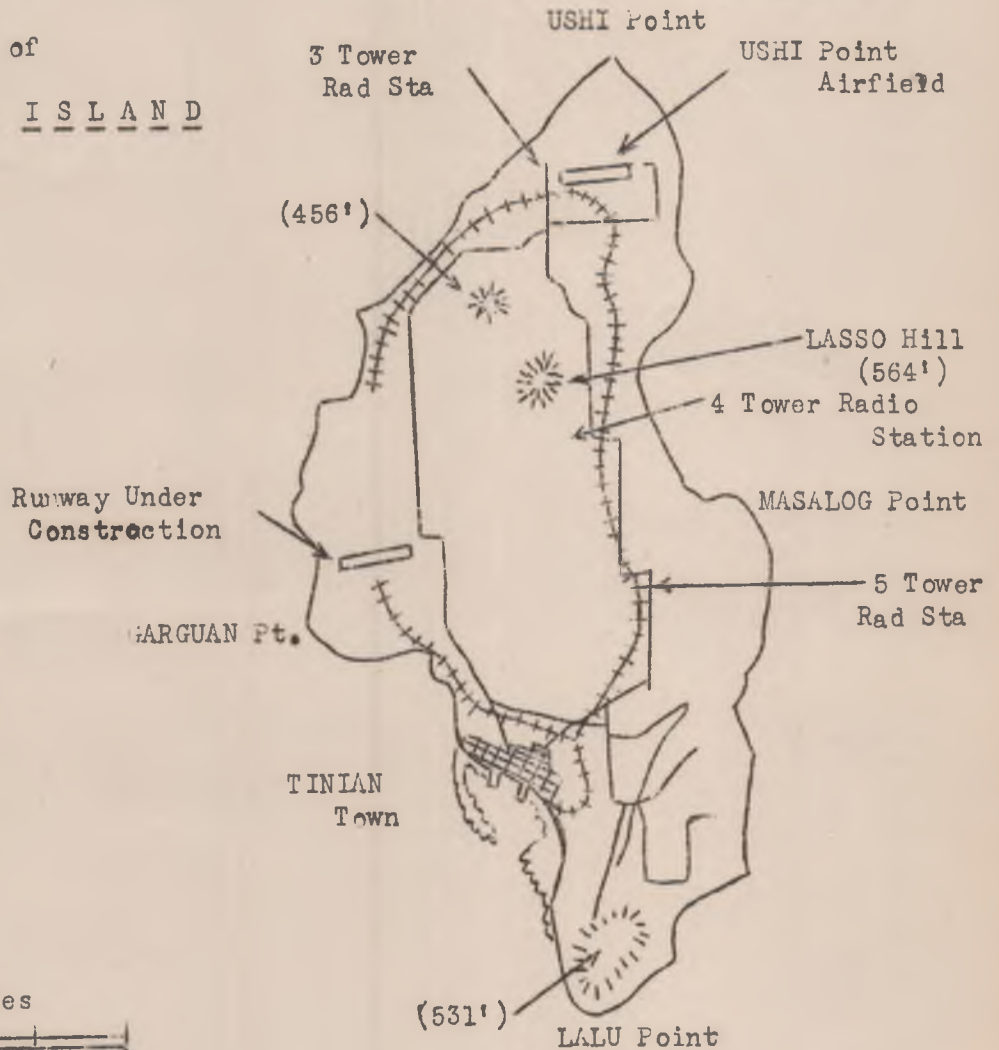 of
ISLAND
USHI Point
3 Tower
Rad Sta
USHI Point
Airfield
(456')
LASSO Hill
(564')
4 Tower Radio
Station
Runway Under
Construction
MASALOG Point
5 Tower
Rad Sta
GARGUAN Pt.
TINIAN
Town
es
(531')
LALU Point